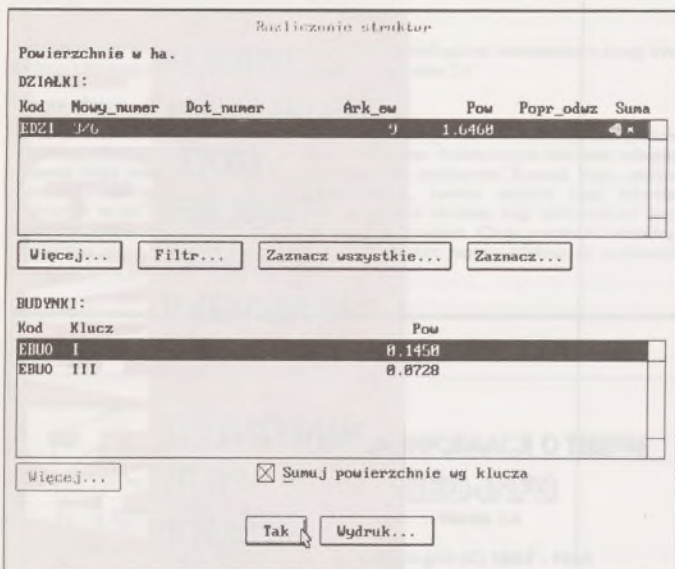 Rozliczenie struktur
Powierzchnie w ha.
DZIAŁKI:
Kod Nowy_numer Dot_numer Ark_ew Pow Popr_odwz Suma
EDZI 3/6 9 1.6460 *
Więcej... Filtr... Zaznacz wszystkie... Zaznacz...
BUDYNKI:
Kod Klucz Pow
EBUO I 0.1450
EBUO III 0.0728
Więcej... Sumuj powierzchnie wg klucza
Tak Wydruk...